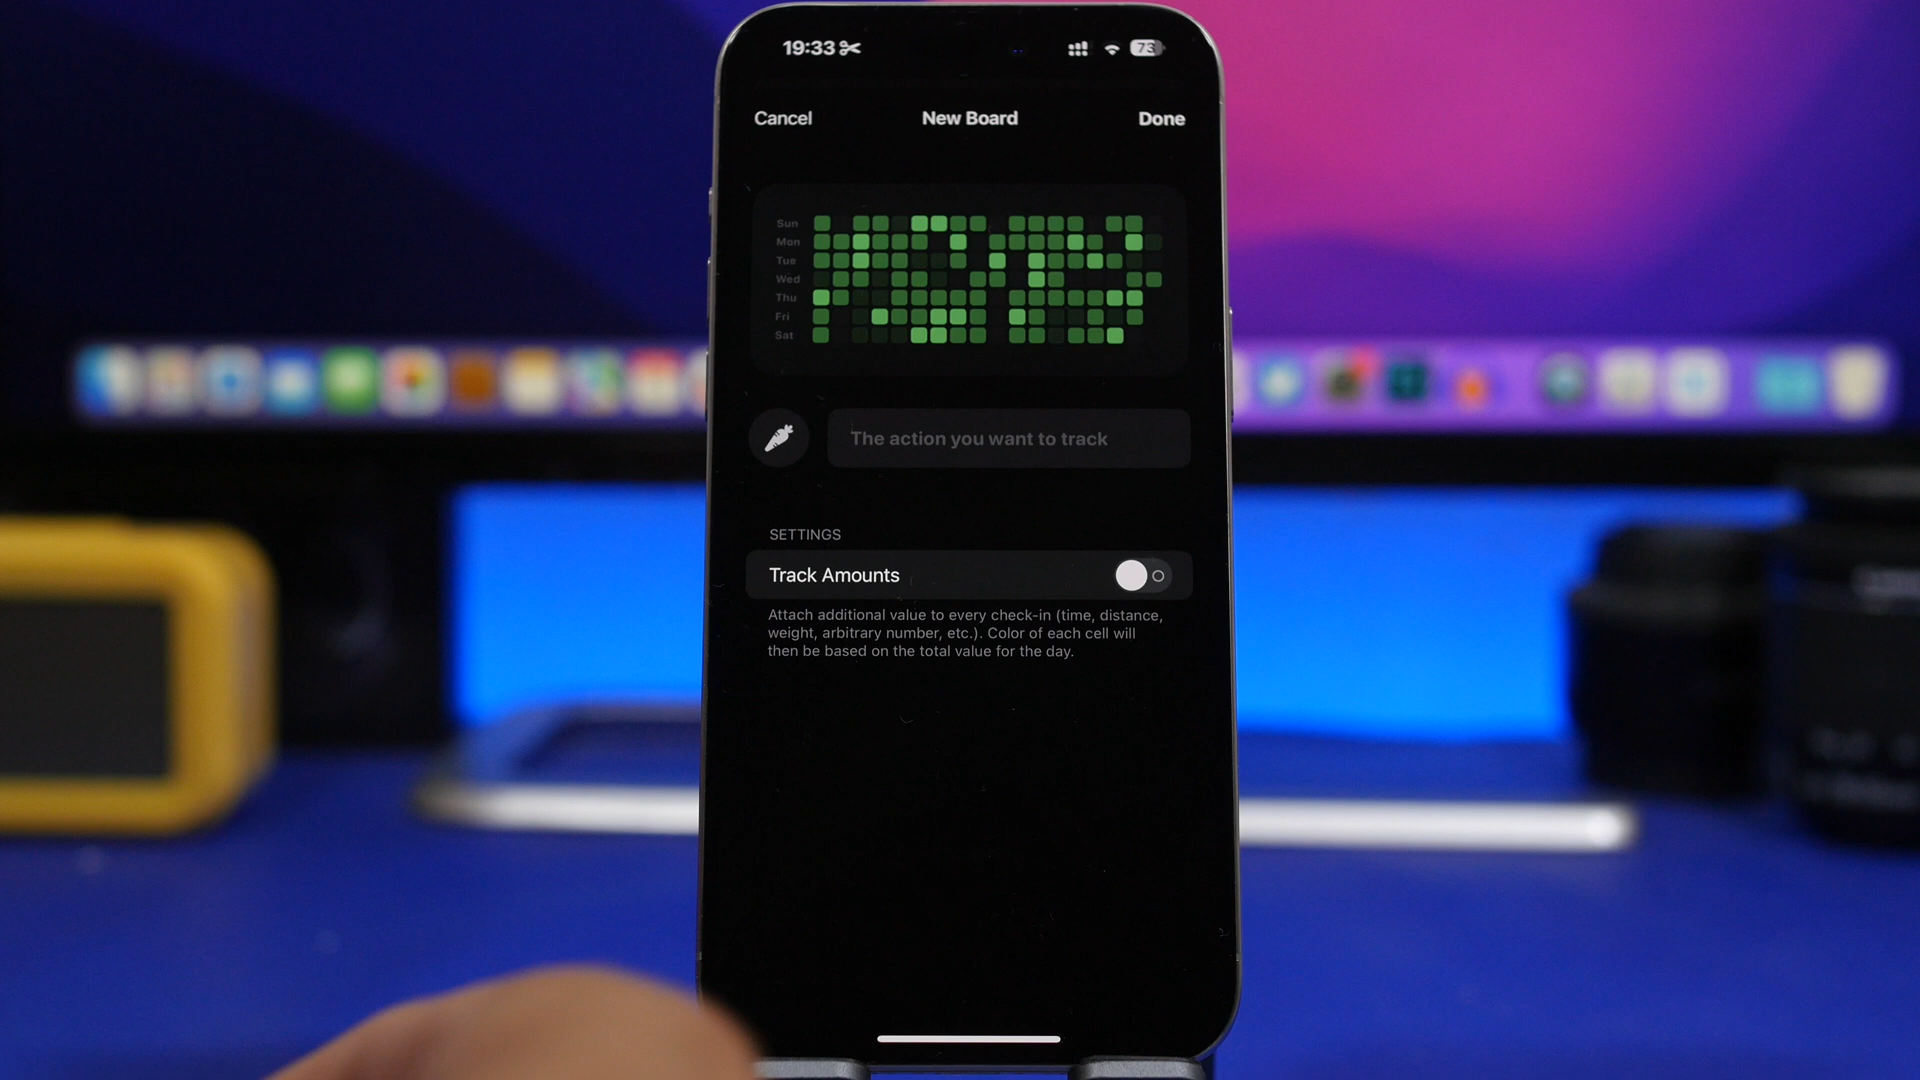 19:33
73
Cancel
New Board
Done
Sun
Mon
Tue
Wed
Thu
Fri
Sat
The action you want to track
SETTINGS
Track Amounts
Attach additional value to every check-in (time, distance,
weight, arbitrary number, etc.). Color of each cell will
then be based on the total value for the day.